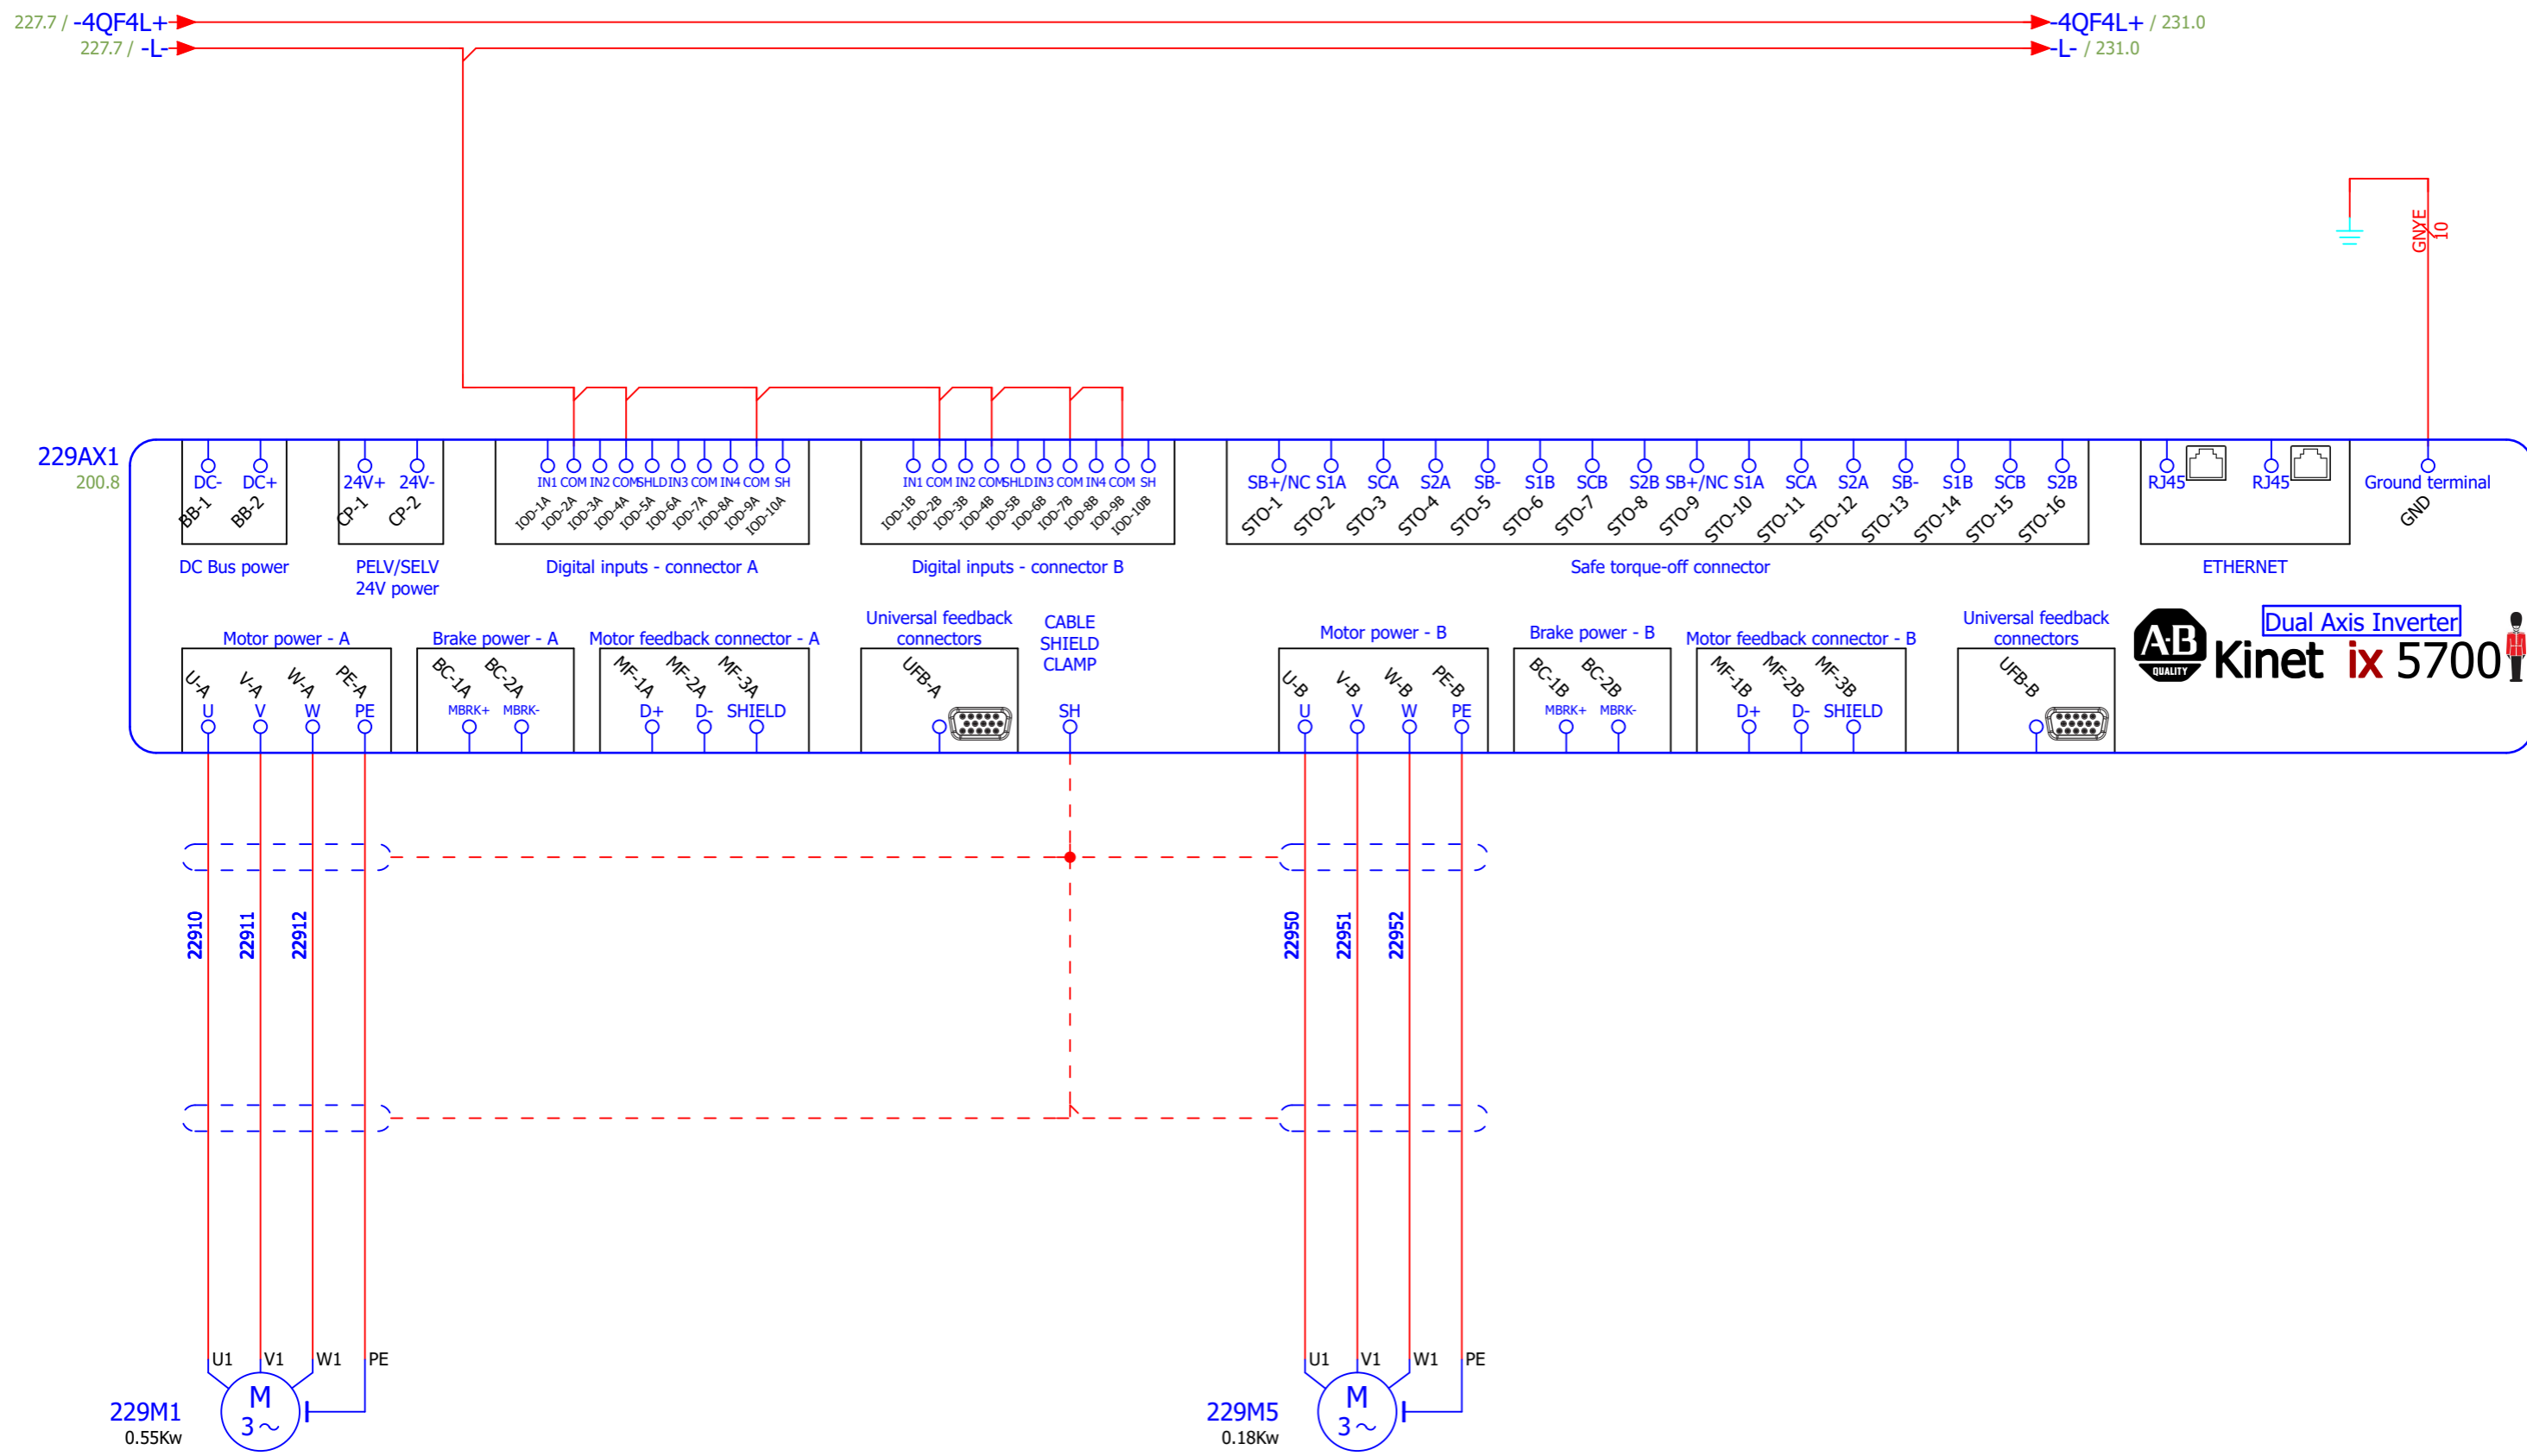 227.7 / -4QF4L+
-4QF4L+ / 231.0
227.7 / -L-
-L- / 231.0
GNYE
10
229AX1
200.8
DC- DC+
BB-1 BB-2
DC Bus power
24V+ 24V-
CP-1 CP-2
PELV/SELV
24V power
IN1 COM IN2 COM SHLD IN3 COM IN4 COM SH
IOD-1A IOD-2A IOD-3A IOD-4A IOD-5A IOD-6A IOD-7A IOD-8A IOD-9A IOD-10A
Digital inputs - connector A
IN1 COM IN2 COM SHLD IN3 COM IN4 COM SH
IOD-1B IOD-2B IOD-3B IOD-4B IOD-5B IOD-6B IOD-7B IOD-8B IOD-9B IOD-10B
Digital inputs - connector B
SB+/NC S1A SCA S2A SB- S1B SCB S2B SB+/NC S1A SCA S2A SB- S1B SCB S2B
STO-1 STO-2 STO-3 STO-4 STO-5 STO-6 STO-7 STO-8 STO-9 STO-10 STO-11 STO-12 STO-13 STO-14 STO-15 STO-16
Safe torque-off connector
RJ45 RJ45
ETHERNET
Ground terminal
GND
Motor power - A
U-A V-A W-A PE-A
U V W PE
Brake power - A
BC-1A BC-2A
MBRK+ MBRK-
Motor feedback connector - A
MF-1A MF-2A MF-3A
D+ D- SHIELD
Universal feedback
connectors
UFB-A
CABLE
SHIELD
CLAMP
SH
Motor power - B
U-B V-B W-B PE-B
U V W PE
Brake power - B
BC-1B BC-2B
MBRK+ MBRK-
Motor feedback connector - B
MF-1B MF-2B MF-3B
D+ D- SHIELD
Universal feedback
connectors
UFB-B
A-B
QUALITY
Dual Axis Inverter
Kinet ix 5700
22910
22911
22912
22950
22951
22952
U1 V1 W1 PE
M
3~
229M1
0.55Kw
U1 V1 W1 PE
M
3~
229M5
0.18Kw